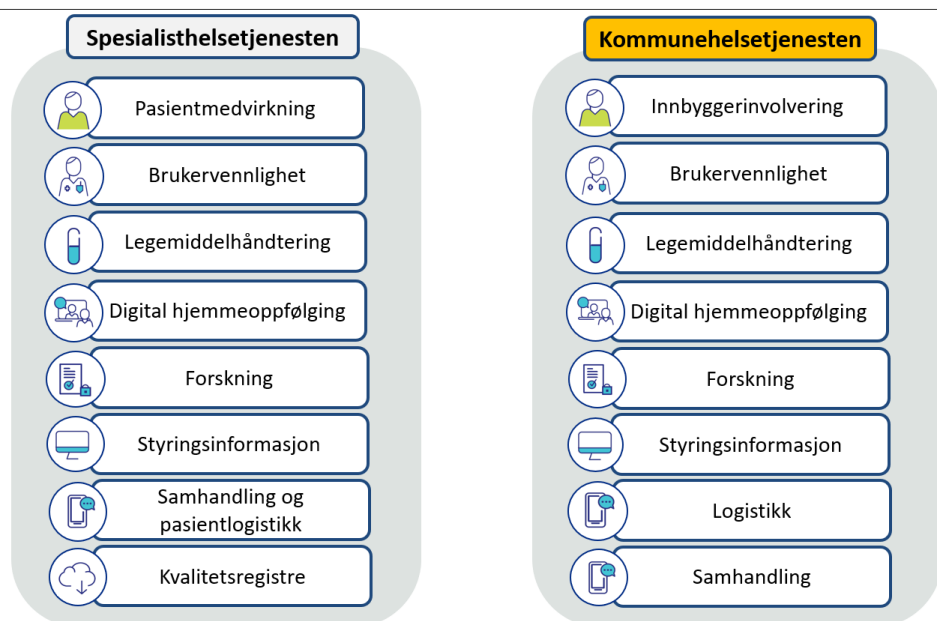 Spesialisthelsetjenesten
Pasientmedvirkning
Brukervennlighet
Legemiddelhåndtering
Digital hjemmeoppfølging
Forskning
Styringsinformasjon
Samhandling og
pasientlogistikk
Kvalitetsregistre
Kommunehelsetjenesten
Innbyggerinvolvering
Brukervennlighet
Legemiddelhåndtering
Digital hjemmeoppfølging
Forskning
Styringsinformasjon
Logistikk
Samhandling